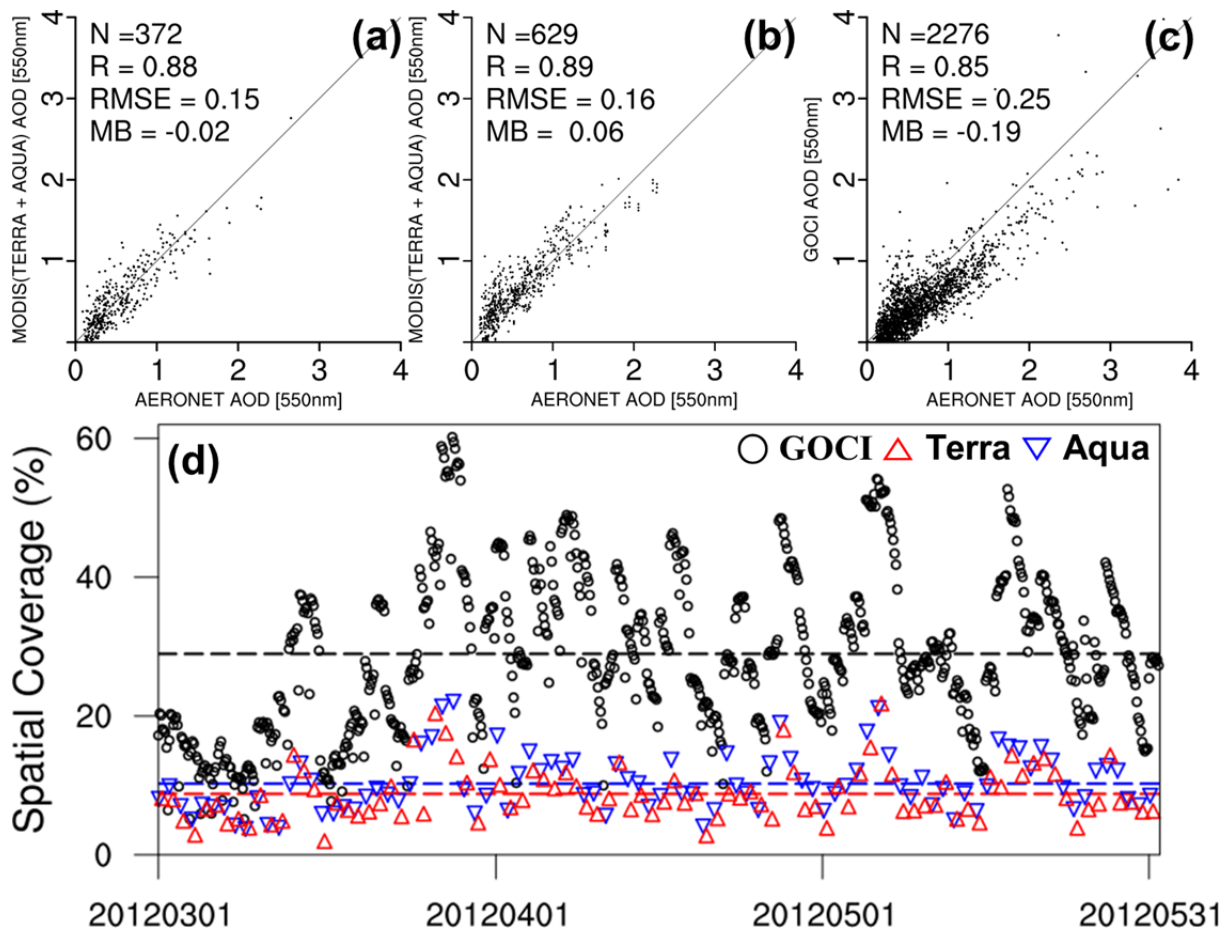 (a)
N =372
R = 0.88
RMSE = 0.15
MB = -0.02
MODIS(TERRA + AQUA) AOD [550nm]
4
3
2
1
0 1 2 3 4
AERONET AOD [550nm]
(b)
N =629
R = 0.89
RMSE = 0.16
MB = 0.06
MODIS(TERRA + AQUA) AOD [550nm]
4
3
2
1
0 1 2 3 4
AERONET AOD [550nm]
(c)
N =2276
R = 0.85
RMSE = 0.25
MB = -0.19
GOCI AOD [550nm]
4
3
2
1
0 1 2 3 4
AERONET AOD [550nm]
(d)
GOCI Terra Aqua
Spatial Coverage (%)
60
40
20
0
20120301 20120401 20120501 20120531